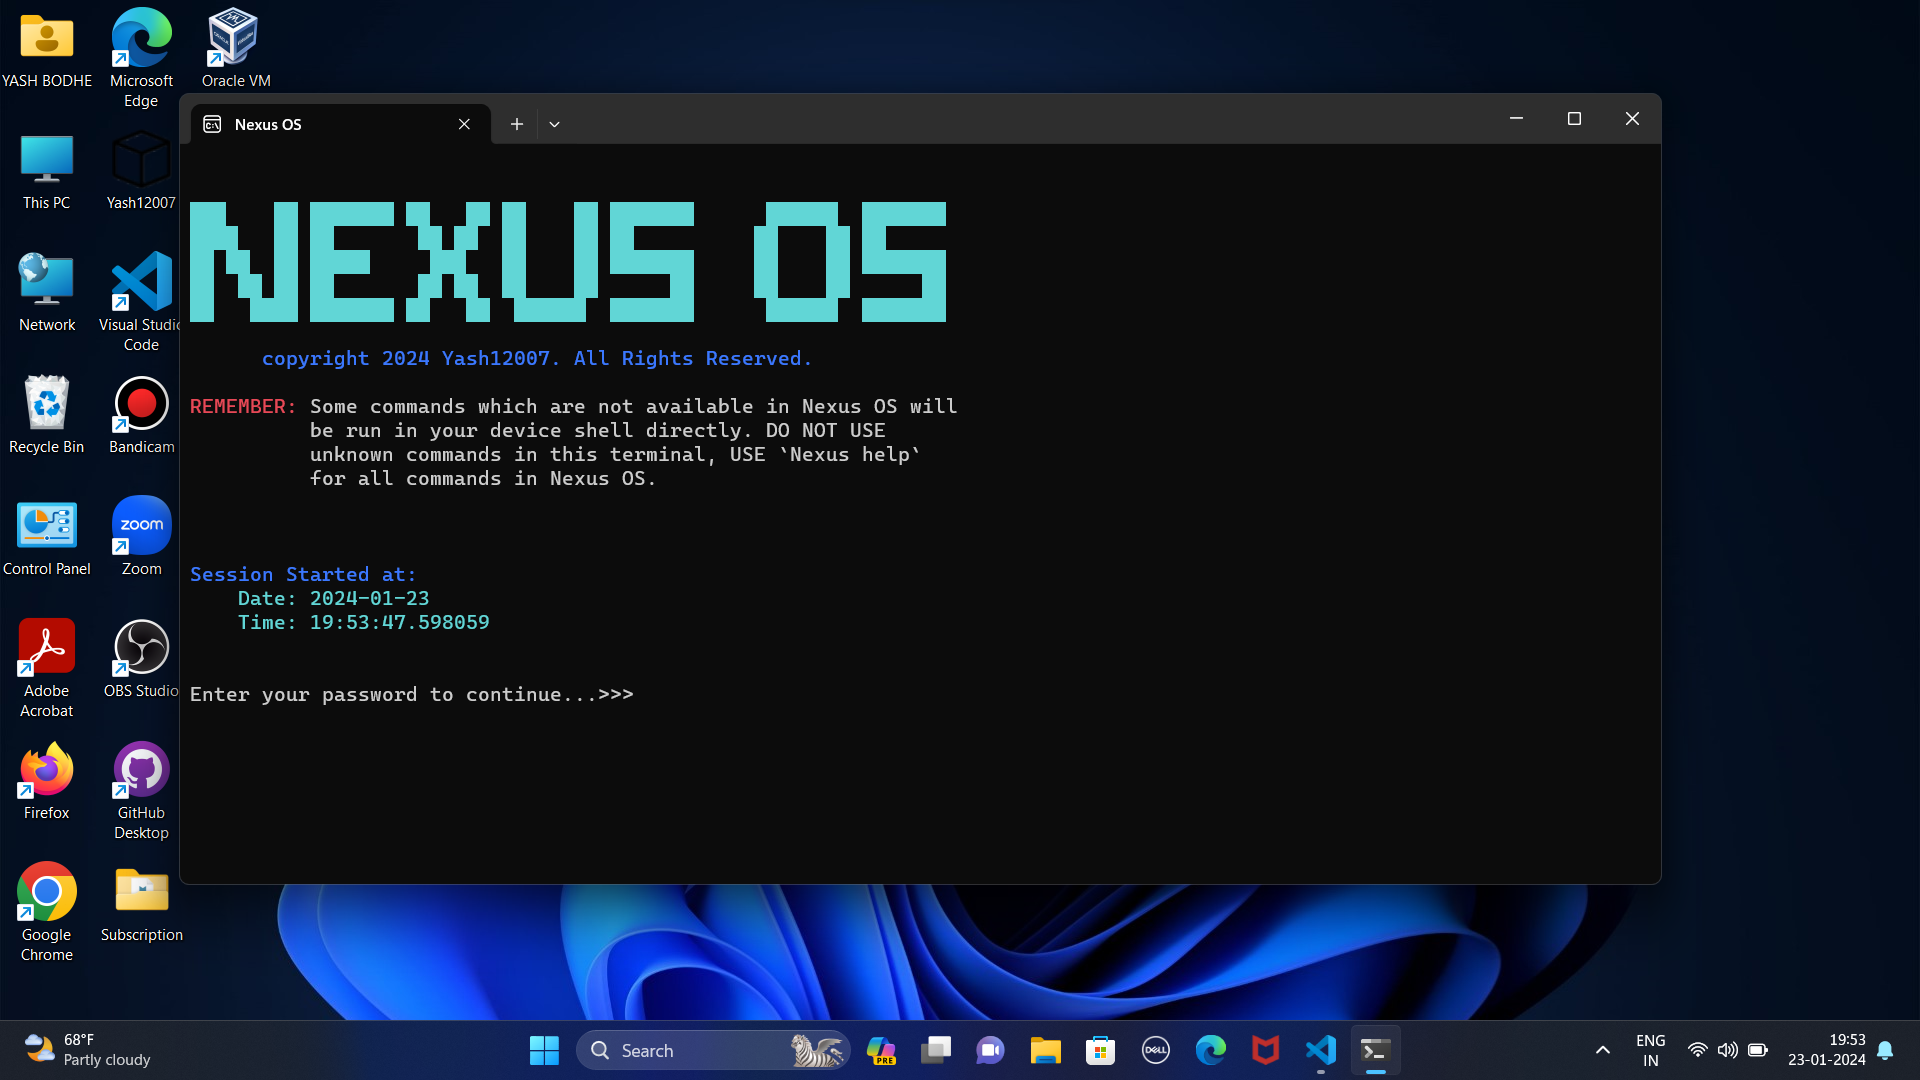 YASH BODHE
Microsoft
Edge
Oracle VM
This PC
Yash12007
Network
Visual Studio
Code
Recycle Bin
Bandicam
Control Panel
zoom
Zoom
Adobe
Acrobat
OBS Studio
Firefox
GitHub
Desktop
Google
Chrome
Subscription
Nexus OS
NEXUS OS
copyright 2024 Yash12007. All Rights Reserved.
REMEMBER: Some commands which are not available in Nexus OS will
be run in your device shell directly. DO NOT USE
unknown commands in this terminal, USE `Nexus help`
for all commands in Nexus OS.
Session Started at:
Date: 2024-01-23
Time: 19:53:47.598059
Enter your password to continue...>>>
68°F
Partly cloudy
Search
PRE
DELL
ENG
IN
19:53
23-01-2024